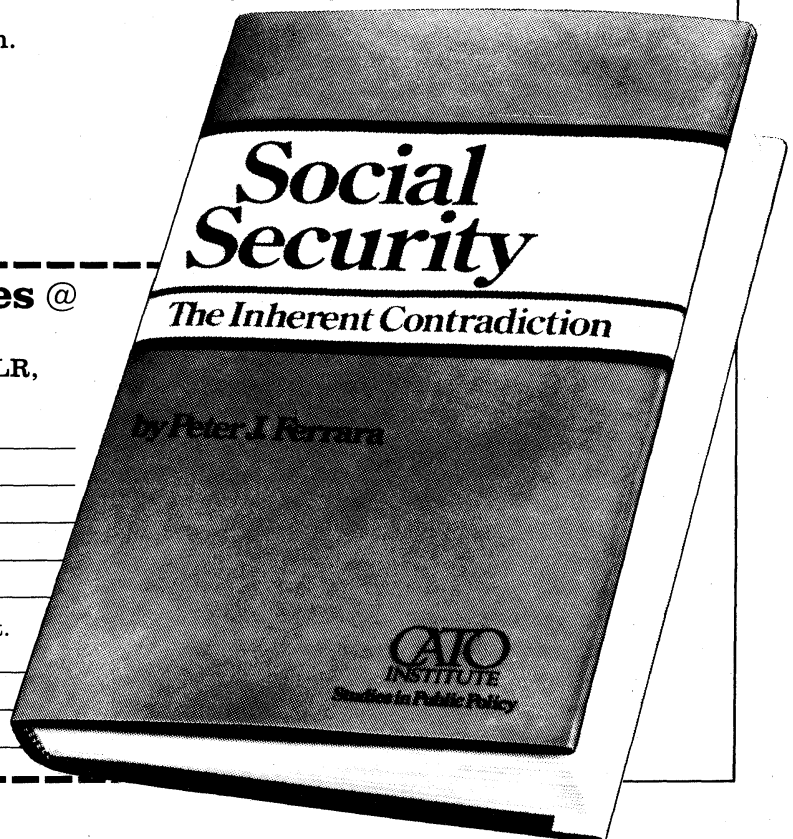 n.
Social
Security
The Inherent Contradiction
es @
LR,
by Peter J. Ferrara
t.
CATO
INSTITUTE
Studies in Public Policy